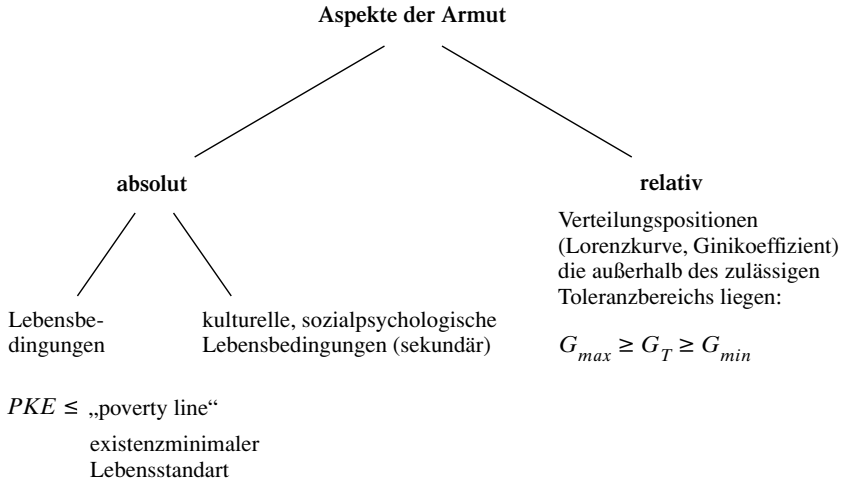 Aspekte der Armut
absolut
relativ
Verteilungspositionen
(Lorenzkurve, Ginikoeffizient)
die außerhalb des zulässigen
Toleranzbereichs liegen:
G_max ≥ G_T ≥ G_min
Lebensbe-
dingungen
kulturelle, sozialpsychologische
Lebensbedingungen (sekundär)
PKE ≤ „poverty line“
existenzminimaler
Lebensstandart